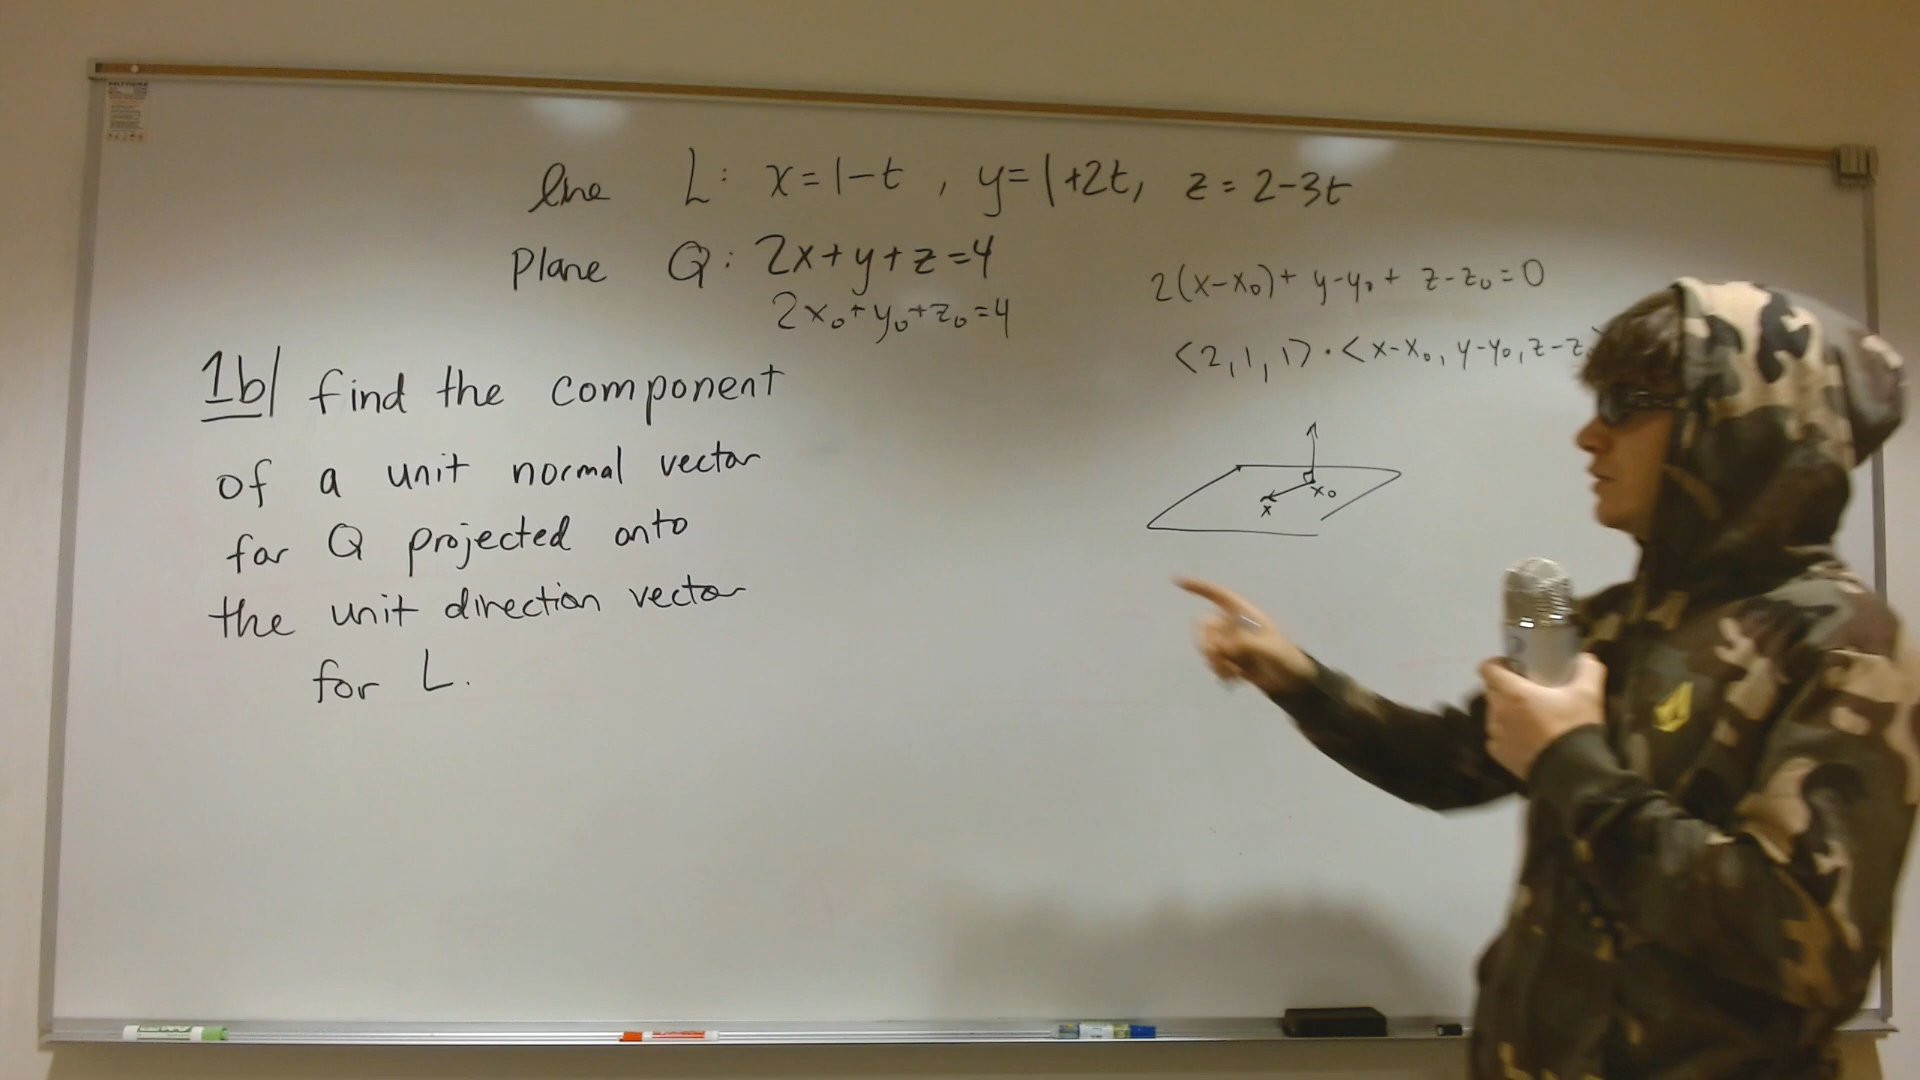 line L: x=1-t, y=1+2t, z=2-3t
Plane Q: 2x+y+z=4
2x₀+y₀+z₀=4
2(x-x₀)+ y-y₀+ z-z₀=0
<2,1,1>·<x-x₀, y-y₀, z-z
x₀
x
1b| find the component
of a unit normal vector
for Q projected onto
the unit direction vector
for L.